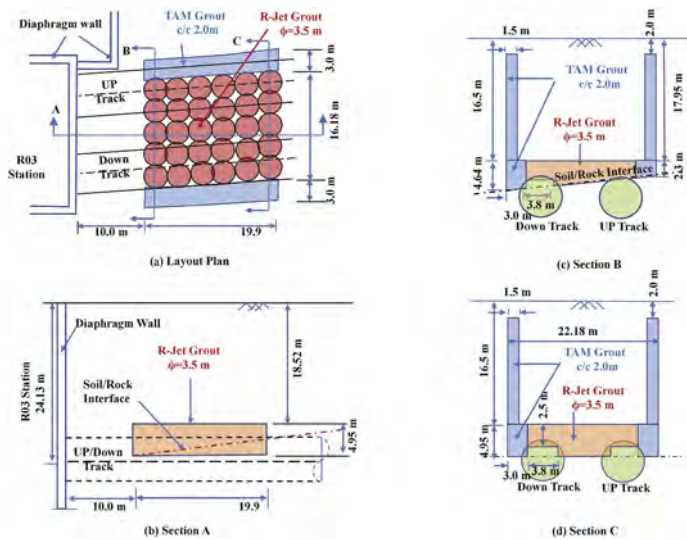 Diaphragm wall
B
TAM Grout
c/c 2.0m
C
R-Jet Grout
ϕ=3.5 m
3.0 m
UP
Track
A
16.18 m
Down
Track
R03
Station
3.0 m
10.0 m
19.9
(a) Layout Plan
1.5 m
2.0 m
TAM Grout
c/c 2.0m
16.5 m
17.95 m
R-Jet Grout
ϕ=3.5 m
4.64 m
Soil/Rock Interface
2.3 m
3.8 m
3.0 m
Down Track
UP Track
(c) Section B
Diaphragm Wall
R03 Station
24.13 m
R-Jet Grout
ϕ=3.5 m
18.52 m
Soil/Rock
Interface
4.95 m
UP/Down
Track
10.0 m
19.9
(b) Section A
1.5 m
2.0 m
22.18 m
16.5 m
TAM Grout
c/c 2.0m
R-Jet Grout
ϕ=3.5 m
2.5 m
4.95 m
3.0 m
3.8 m
Down Track
UP Track
(d) Section C